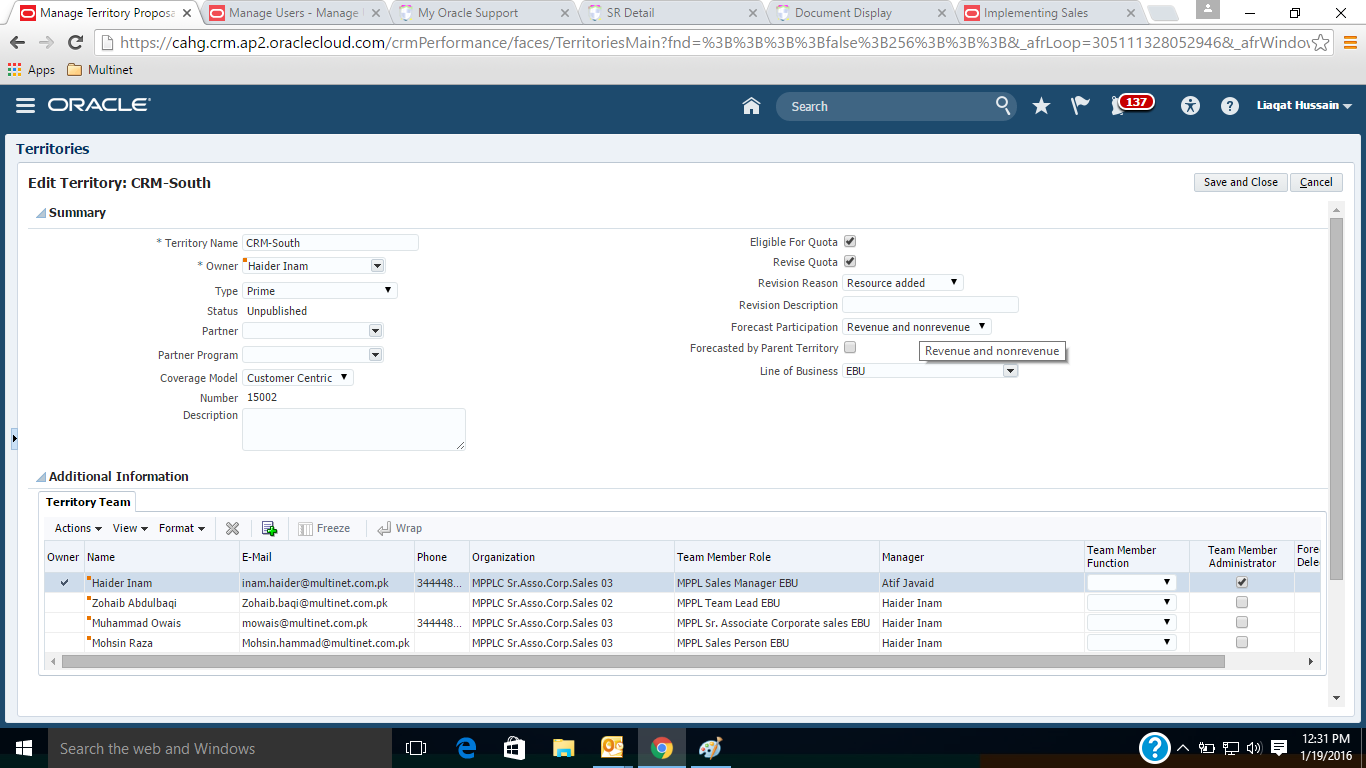 Manage Territory Proposa
Manage Users - Manage
My Oracle Support
SR Detail
Document Display
Implementing Sales
https://cahg.crm.ap2.oraclecloud.com/crmPerformance/faces/TerritoriesMain?fnd=%3B%3B%3B%3Bfalse%3B256%3B%3B%3B&_afrLoop=305111328052946&_afrWindow
Apps Multinet
ORACLE Search 137 ? Liaqat Hussain
Territories
Edit Territory: CRM-South Save and Close Cancel
Summary
* Territory Name CRM-South
* Owner Haider Inam
Type Prime
Status Unpublished
Partner
Partner Program
Coverage Model Customer Centric
Number 15002
Description
Eligible For Quota
Revise Quota
Revision Reason Resource added
Revision Description
Forecast Participation Revenue and nonrevenue
Forecasted by Parent Territory
Revenue and nonrevenue
Line of Business EBU
Additional Information
Territory Team
Actions View Format Freeze Wrap
Owner Name E-Mail Phone Organization Team Member Role Manager Team Member Function Team Member Administrator Fore Dele
Haider Inam inam.haider@multinet.com.pk 344448... MPPLC Sr.Asso.Corp.Sales 03 MPPL Sales Manager EBU Atif Javaid
Zohaib Abdulbaqi Zohaib.baqi@multinet.com.pk MPPLC Sr.Asso.Corp.Sales 02 MPPL Team Lead EBU Haider Inam
Muhammad Owais mowais@multinet.com.pk 344448... MPPLC Sr.Asso.Corp.Sales 03 MPPL Sr. Associate Corporate sales EBU Haider Inam
Mohsin Raza Mohsin.hammad@multinet.com.pk MPPLC Sr.Asso.Corp.Sales 03 MPPL Sales Person EBU Haider Inam
Search the web and Windows
?
12:31 PM
1/19/2016